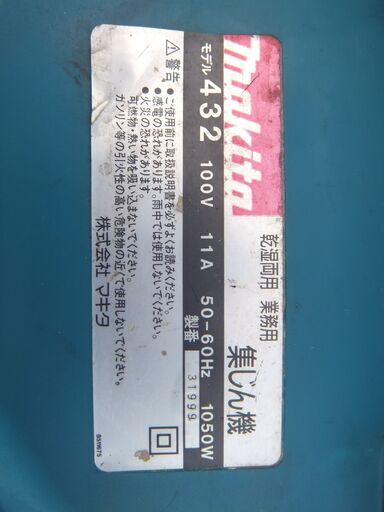 makita
乾湿両用 業務用
集じん機
モデル 432 100V 11A 50-60Hz 1050W
製番 31999
⚠警告:
●ご使用前に取扱説明書を必ずよくお読みください。
●感電の恐れがあります。雨中では使用しないでください。
●火災の恐れがあります。
可燃物・熱い物を吸い込まないでください。
ガソリン等の引火性の高い危険物の近くで使用しないでください。
株式会社 マキタ